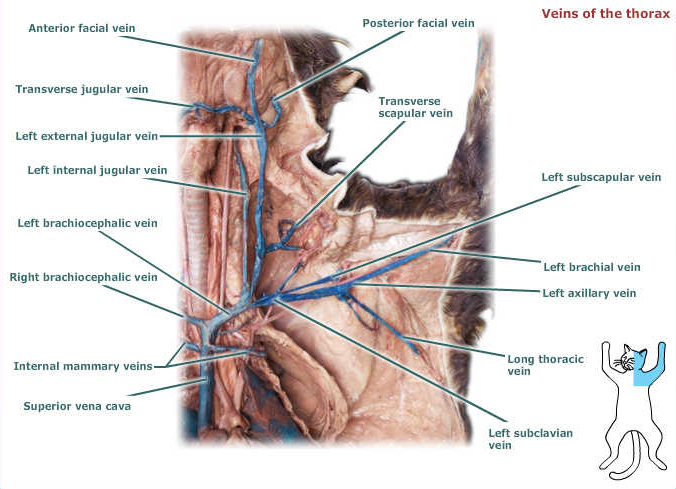 Veins of the thorax
Anterior facial vein
Posterior facial vein
Transverse jugular vein
Transverse
scapular vein
Left external jugular vein
Left internal jugular vein
Left subscapular vein
Left brachiocephalic vein
Right brachiocephalic vein
Left brachial vein
Left axillary vein
Internal mammary veins
Long thoracic
vein
Superior vena cava
Left subclavian
vein